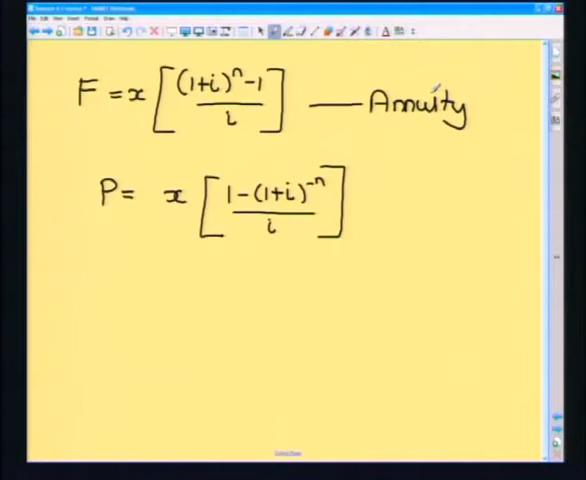 F = x [ (1+i)^n - 1 / i ] — Annuity
P = x [ 1 - (1+i)^-n / i ]